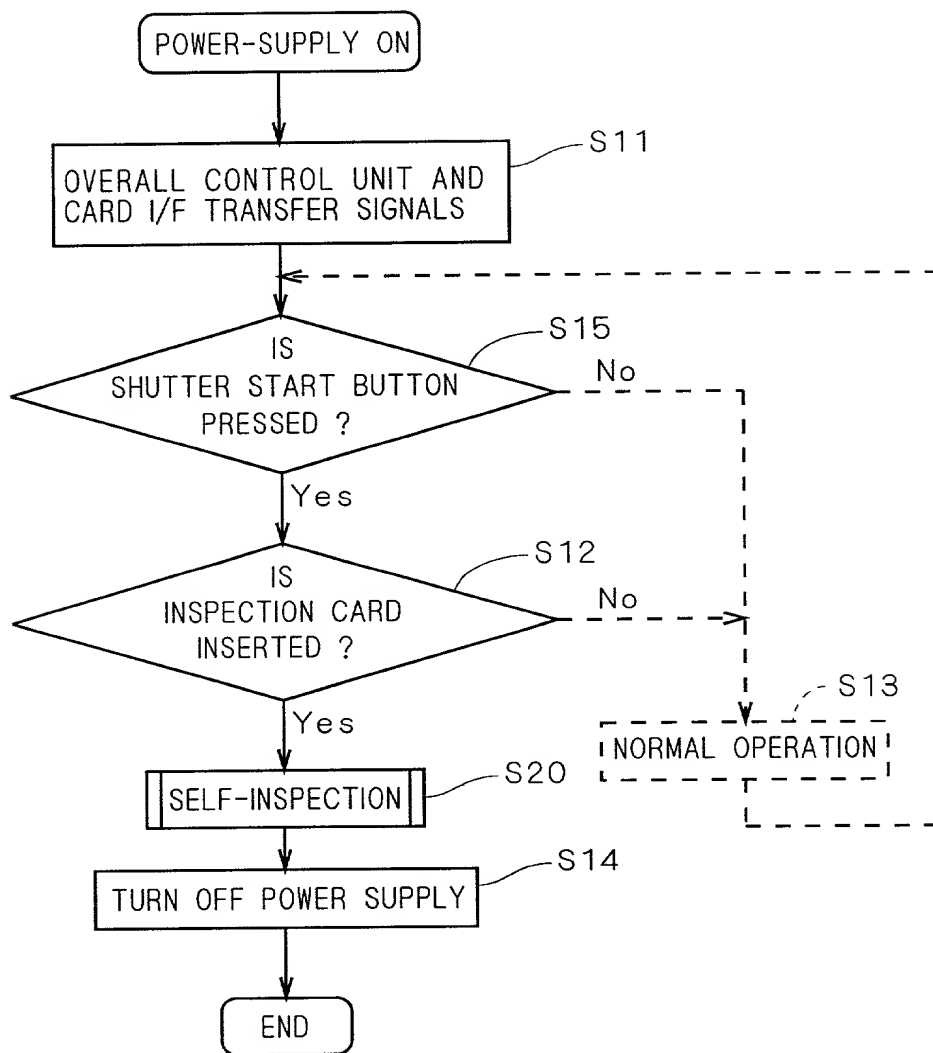 POWER-SUPPLY ON
S11
OVERALL CONTROL UNIT AND
CARD I/F TRANSFER SIGNALS
S15
IS
SHUTTER START BUTTON
PRESSED ?
No
Yes
S12
IS
INSPECTION CARD
INSERTED ?
No
Yes
S13
NORMAL OPERATION
S20
SELF-INSPECTION
S14
TURN OFF POWER SUPPLY
END